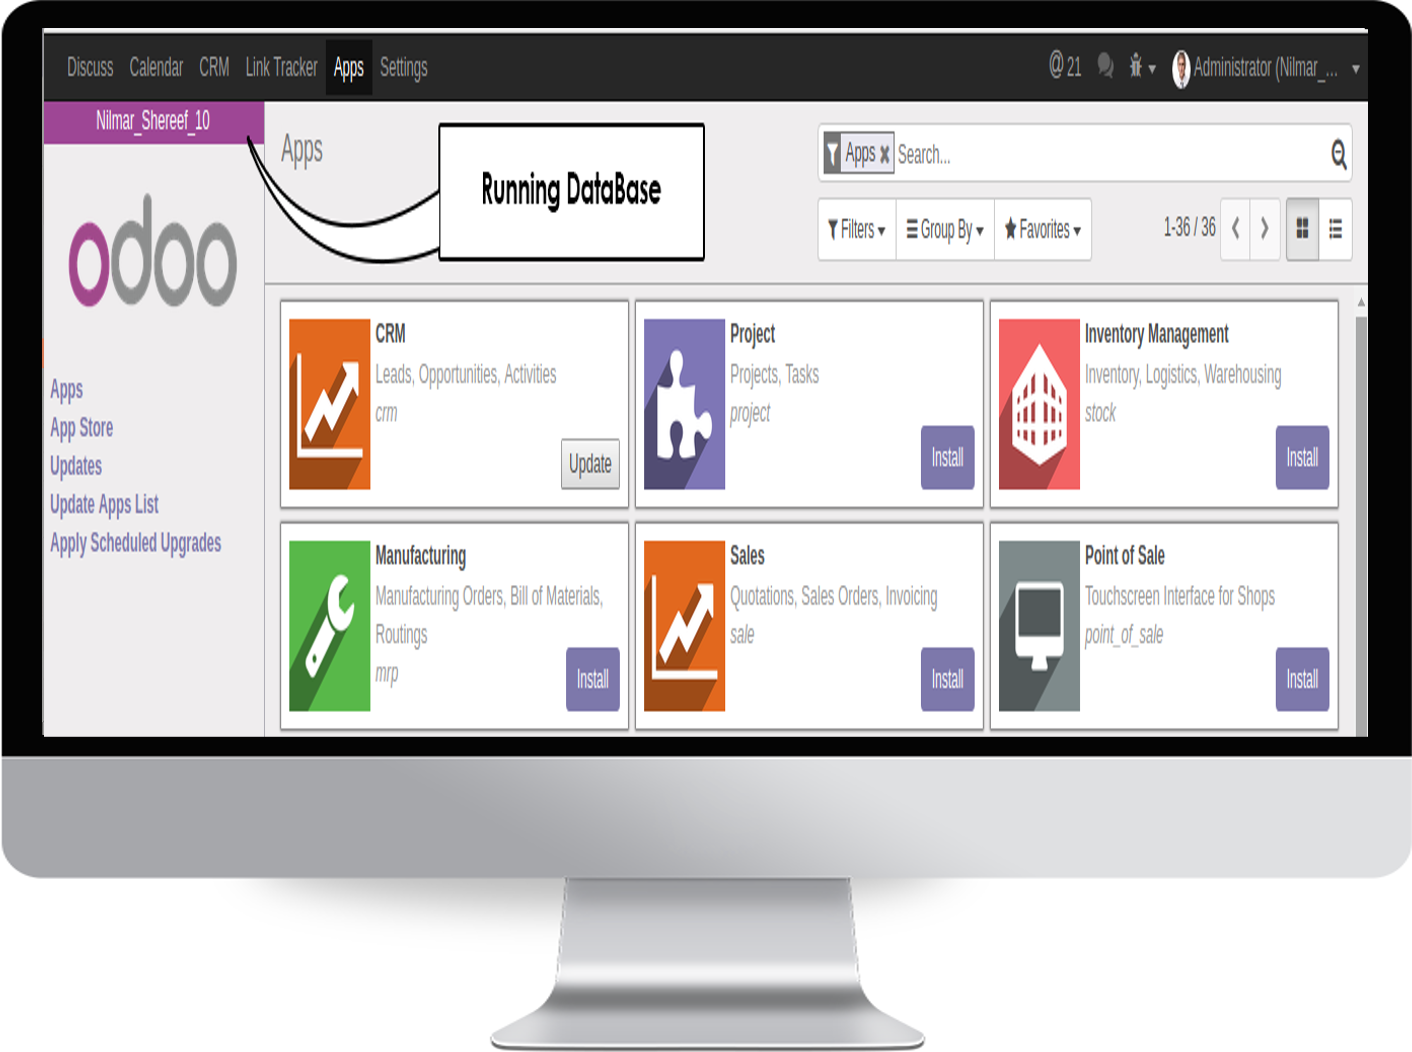 Discuss Calendar CRM Link Tracker Apps Settings
@ 21 Administrator (Nilmar_...
Nilmar_Shereef_10
odoo
Apps
App Store
Updates
Update Apps List
Apply Scheduled Upgrades
Apps
Running DataBase
Apps Search...
Filters Group By Favorites
1-36 / 36
CRM
Leads, Opportunities, Activities
crm
Update
Project
Projects, Tasks
project
Install
Inventory Management
Inventory, Logistics, Warehousing
stock
Install
Manufacturing
Manufacturing Orders, Bill of Materials,
Routings
mrp
Install
Sales
Quotations, Sales Orders, Invoicing
sale
Install
Point of Sale
Touchscreen Interface for Shops
point_of_sale
Install